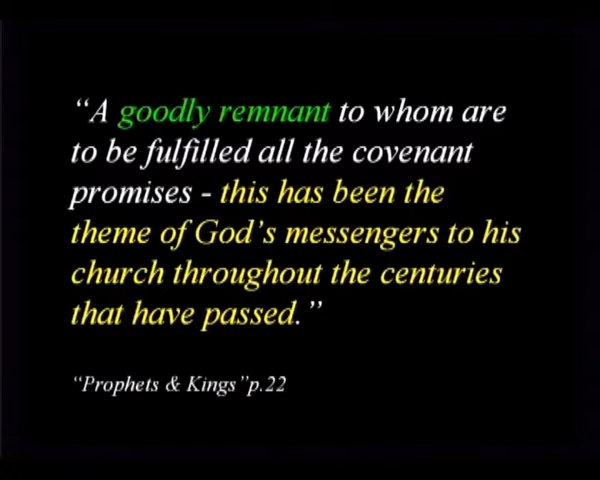 “A goodly remnant to whom are
to be fulfilled all the covenant
promises - this has been the
theme of God’s messengers to his
church throughout the centuries
that have passed.”
“Prophets & Kings”p.22